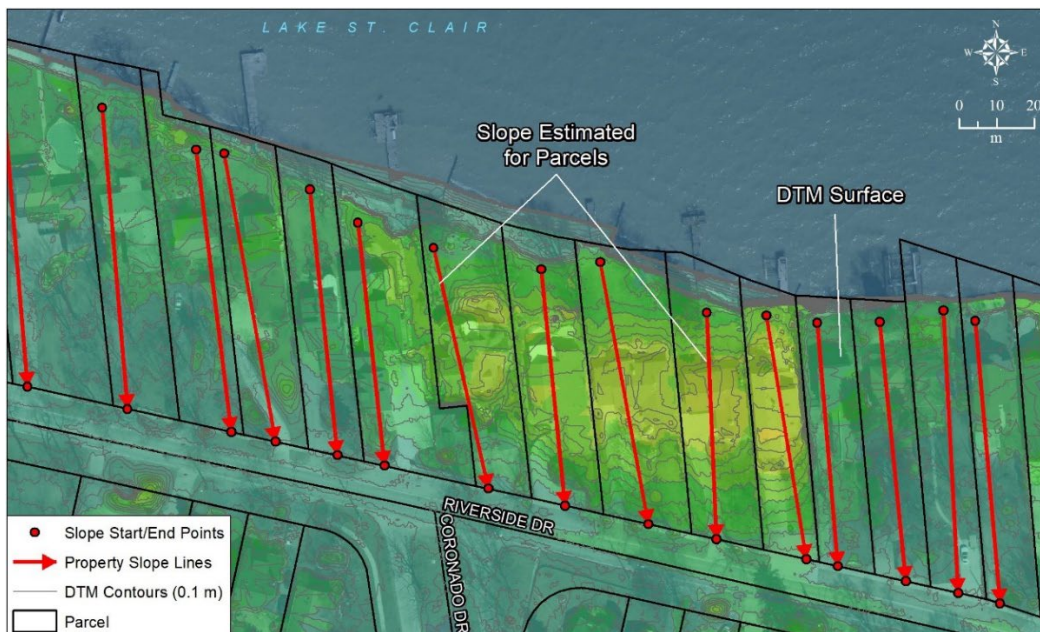 LAKE ST. CLAIR
N
W E
S
0 10 20
m
Slope Estimated
for Parcels
DTM Surface
RIVERSIDE DR
CORONADO DR
Slope Start/End Points
Property Slope Lines
DTM Contours (0.1 m)
Parcel